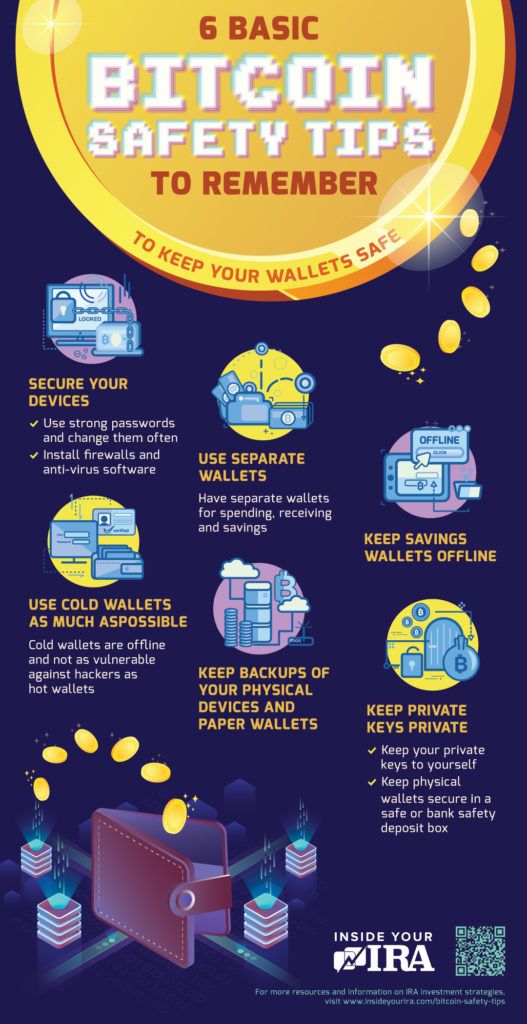 6 BASIC
BITCOIN
SAFETY TIPS
TO REMEMBER
TO KEEP YOUR WALLETS SAFE
LOCKED
SECURE YOUR
DEVICES
Use strong passwords
and change them often
Install firewalls and
anti-virus software
USE SEPARATE
WALLETS
Have separate wallets
for spending, receiving
and savings
OFFLINE
CLICK
KEEP SAVINGS
WALLETS OFFLINE
verified
USE COLD WALLETS
AS MUCH ASPOSSIBLE
Cold wallets are offline
and not as vulnerable
against hackers as
hot wallets
KEEP BACKUPS OF
YOUR PHYSICAL
DEVICES AND
PAPER WALLETS
KEEP PRIVATE
KEYS PRIVATE
Keep your private
keys to yourself
Keep physical
wallets secure in a
safe or bank safety
deposit box
INSIDE YOUR
IRA
For more resources and information on IRA investment strategies,
visit www.insideyourira.com/bitcoin-safety-tips